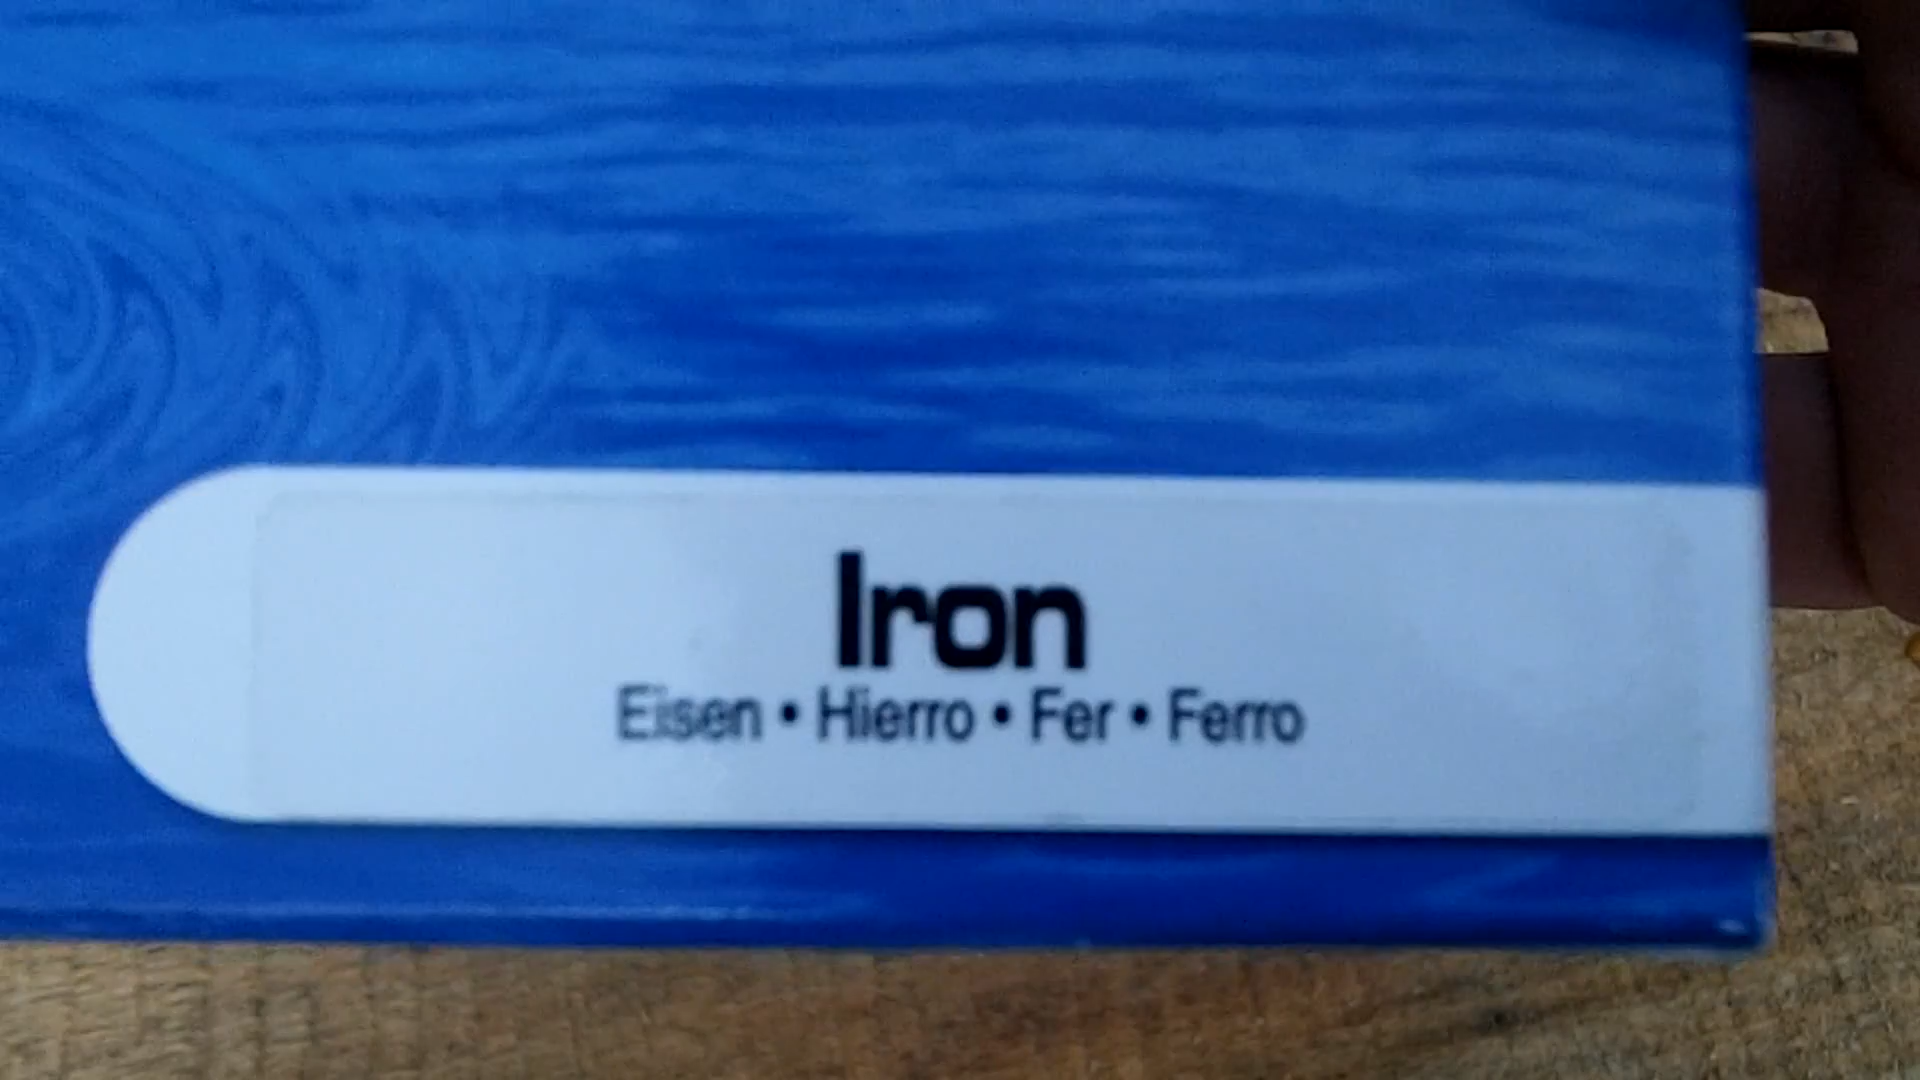 Iron
Eisen • Hierro • Fer • Ferro